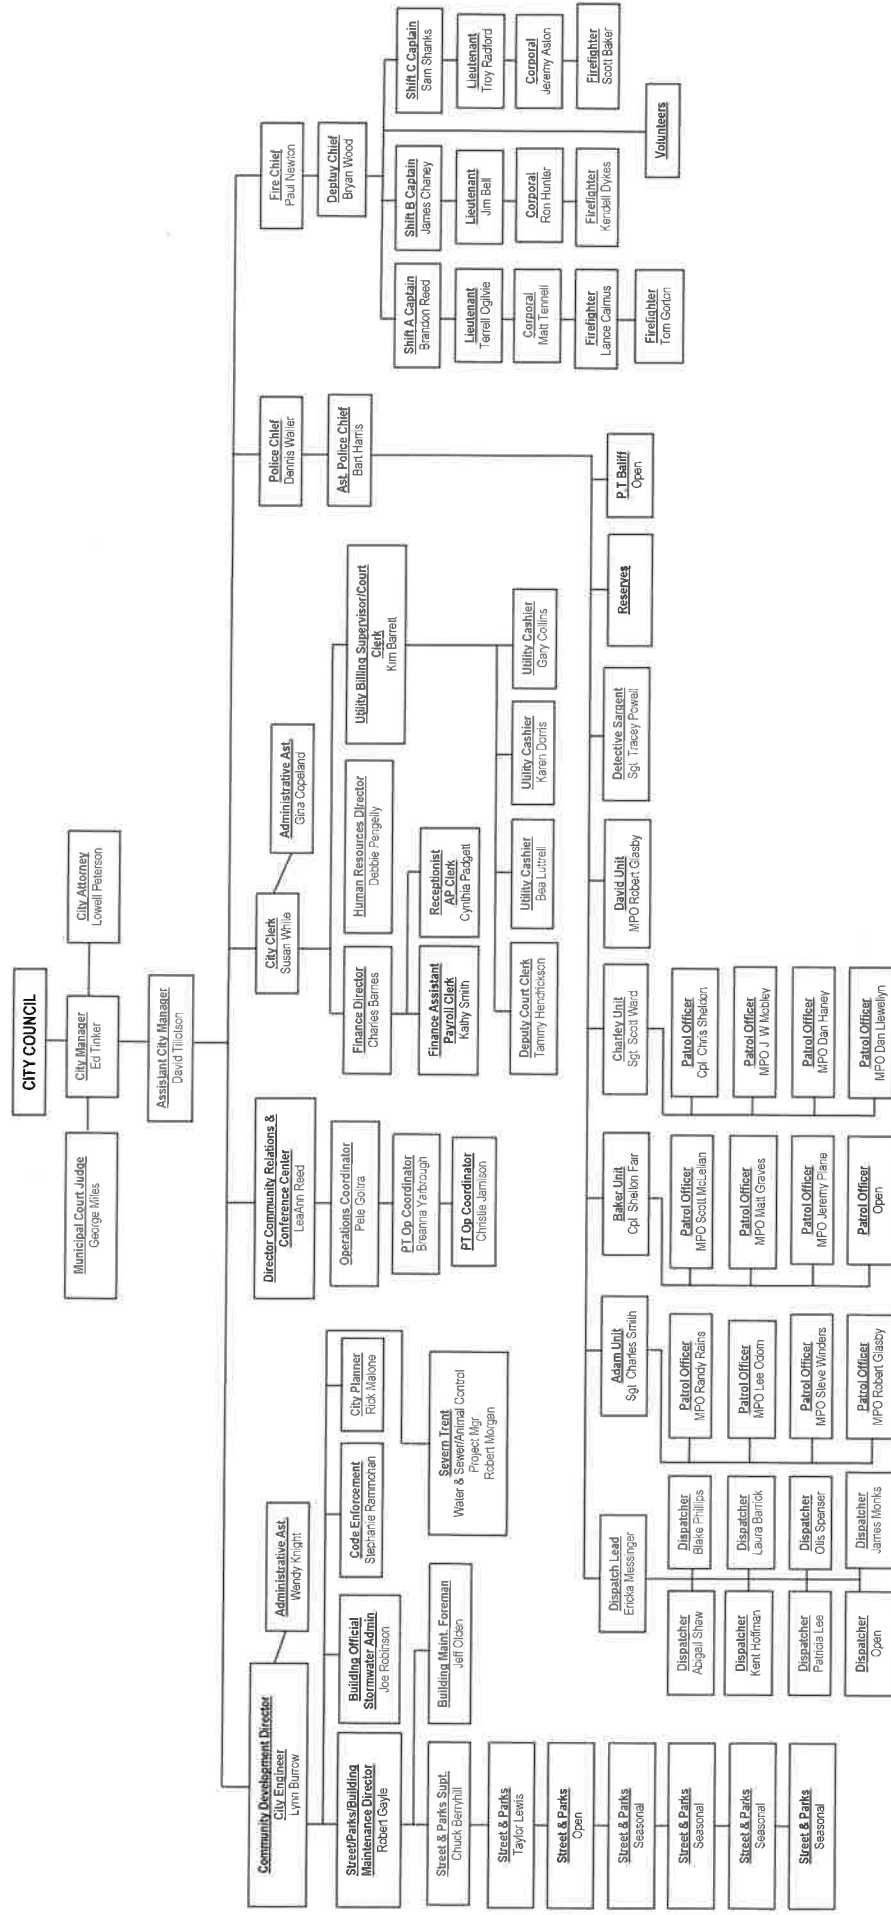 CITY COUNCIL
Municipal Court Judge
George Miles
City Manager
Ed Tinker
City Attorney
Lowell Peterson
Assistant City Manager
David Tillotson
Community Development Director
City Engineer
Lynn Burrow
Administrative Ast.
Wendy Knight
Street/Parks/Building
Maintenance Director
Robert Gayle
Building Official
Stormwater Admin
Joe Robinson
Code Enforcement
Stephanie Rammohan
City Planner
Rick Malone
Street & Parks Supt.
Chuck Berryhill
Building Maint. Foreman
Jeff Olden
Severn Trent
Water & Sewer/Animal Control
Project Mgr
Robert Morgan
Street & Parks
Taylor Lewis
Street & Parks
Open
Street & Parks
Seasonal
Street & Parks
Seasonal
Street & Parks
Seasonal
Street & Parks
Seasonal
Director Community Relations &
Conference Center
LeaAnn Reed
Operations Coordinator
Pete Goltra
PT Op Coordinator
Breanna Yarbrough
PT Op Coordinator
Christie Jamison
City Clerk
Susan White
Administrative Ast.
Gina Copeland
Finance Director
Charles Barnes
Human Resources Director
Debbie Pengelly
Utility Billing Supervisor/Court
Clerk
Kim Barrett
Finance Assistant
Payroll Clerk
Kathy Smith
Receptionist
AP Clerk
Cynthia Padgett
Deputy Court Clerk
Tammy Hendrickson
Utility Cashier
Bea Luttrell
Utility Cashier
Karen Dorris
Utility Cashier
Gary Collins
Police Chief
Dennis Waller
Ast. Police Chief
Bart Harris
Dispatch Lead
Ericka Messinger
Adam Unit
Sgt. Charles Smith
Baker Unit
Cpl Shelton Fair
Charley Unit
Sgt. Scott Ward
David Unit
MPO Robert Glasby
Detective Sargent
Sgt. Tracey Powell
Reserves
P.T Baliff
Open
Dispatcher
Abigail Shaw
Dispatcher
Blake Phillips
Dispatcher
Kent Hoffman
Dispatcher
Laura Barrick
Dispatcher
Patricia Lee
Dispatcher
Otis Spenser
Dispatcher
Open
Dispatcher
James Monks
Patrol Officer
MPO Randy Rains
Patrol Officer
MPO Lee Odom
Patrol Officer
MPO Steve Winders
Patrol Officer
MPO Robert Glasby
Patrol Officer
MPO Scott McLellan
Patrol Officer
MPO Matt Graves
Patrol Officer
MPO Jeremy Plane
Patrol Officer
Open
Patrol Officer
Cpl. Chris Sheldon
Patrol Officer
MPO J W Mobley
Patrol Officer
MPO Dan Haney
Patrol Officer
MPO Dan Llewellyn
Fire Chief
Paul Newton
Deptuy Chief
Bryan Wood
Shift A Captain
Brandon Reed
Shift B Captain
James Chaney
Shift C Captain
Sam Shanks
Lieutenant
Terrell Ogilvie
Lieutenant
Jim Bell
Lieutenant
Troy Radford
Corporal
Matt Tennell
Corporal
Ron Hunter
Corporal
Jeremy Aston
Firefighter
Lance Calmus
Firefighter
Kendell Dykes
Firefighter
Scott Baker
Firefighter
Tom Gorton
Volunteers